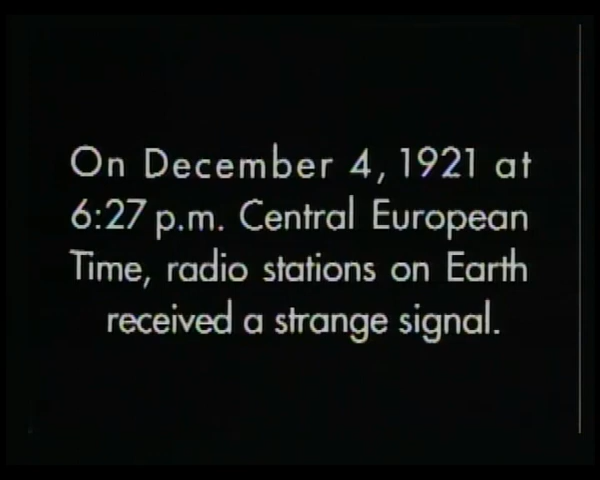 On December 4, 1921 at
6:27 p.m. Central European
Time, radio stations on Earth
received a strange signal.